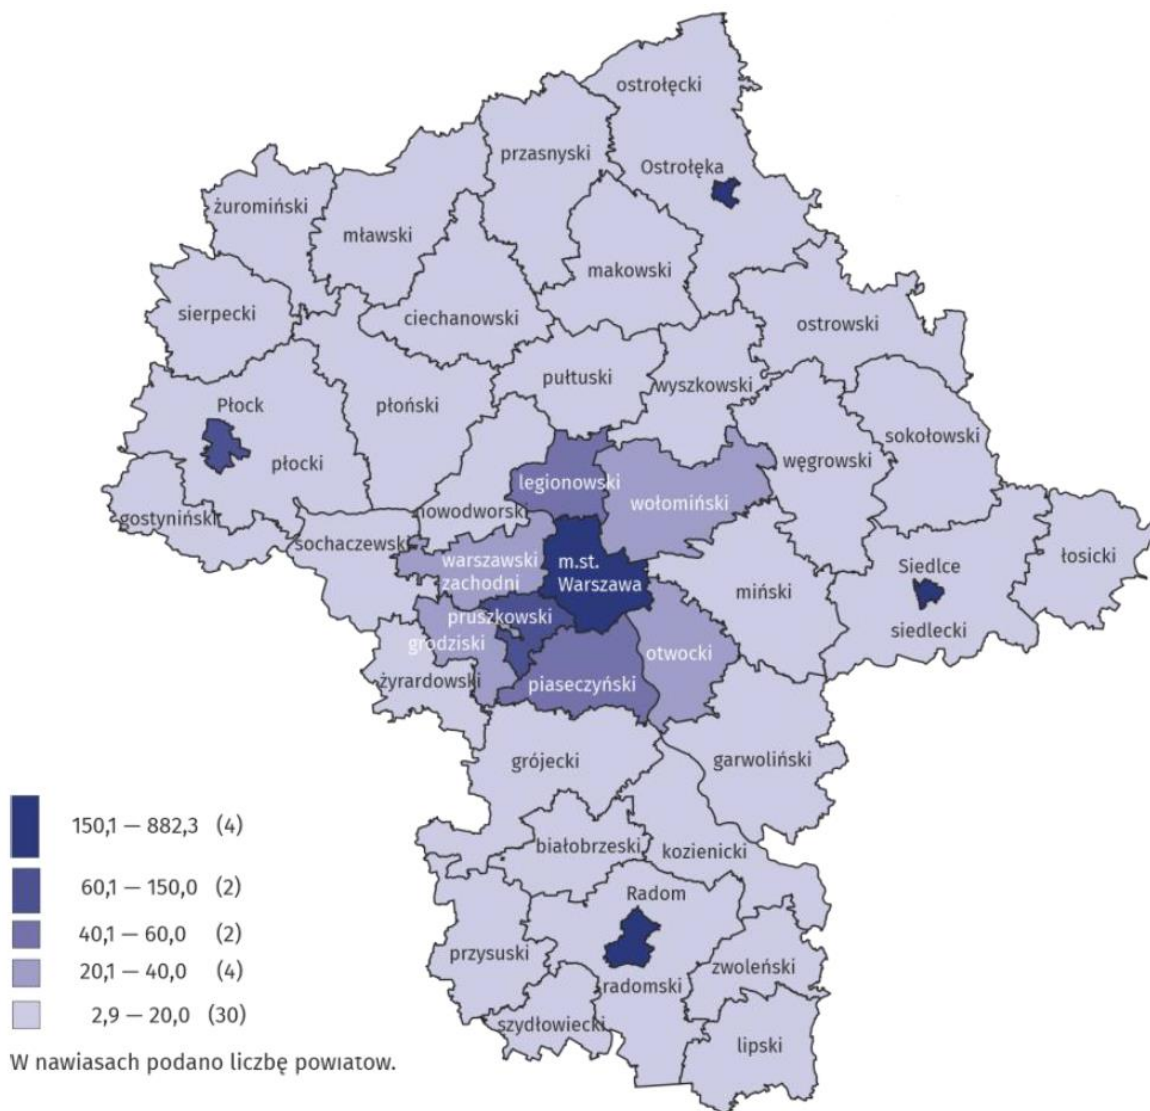 ostrołęcki
przasnyski
Ostrołęka
żuromiński
mławski
makowski
sierpecki
ciechanowski
ostrowski
pułtuski
wyszkowski
Płock
płoński
sokołowski
płocki
węgrowski
legionowski
wołomiński
gostyniński
nowodworski
sochaczewski
warszawski
zachodni
m.st.
Warszawa
łosicki
Siedlce
miński
pruszkowski
siedlecki
grodziski
otwocki
żyrardowski
piaseczyński
grójecki
garwoliński
białobrzeski
kozienicki
Radom
przysuski
zwoleński
radomski
szydłowiecki
lipski
150,1 — 882,3 (4)
60,1 — 150,0 (2)
40,1 — 60,0 (2)
20,1 — 40,0 (4)
2,9 — 20,0 (30)
W nawiasach podano liczbę powiatow.